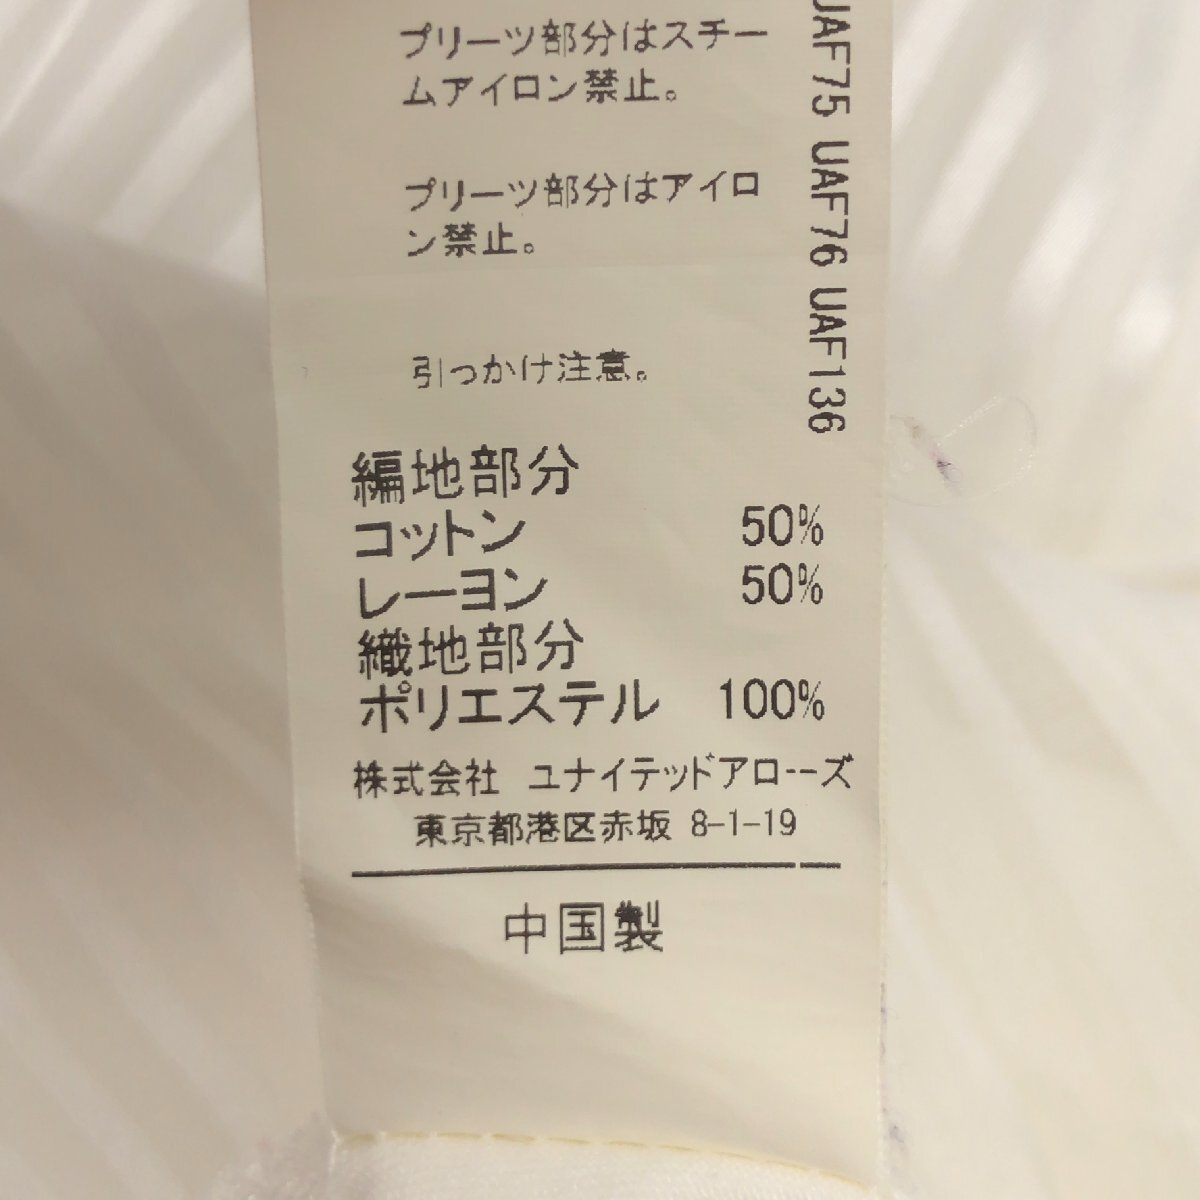 プリーツ部分はスチー
ムアイロン禁止。
プリーツ部分はアイロ
ン禁止。
引っかけ注意。
編地部分
コットン 50%
レーヨン 50%
織地部分
ポリエステル 100%
株式会社 ユナイテッドアローズ
東京都港区赤坂 8-1-19
中国製
UAF75 UAF76 UAF136